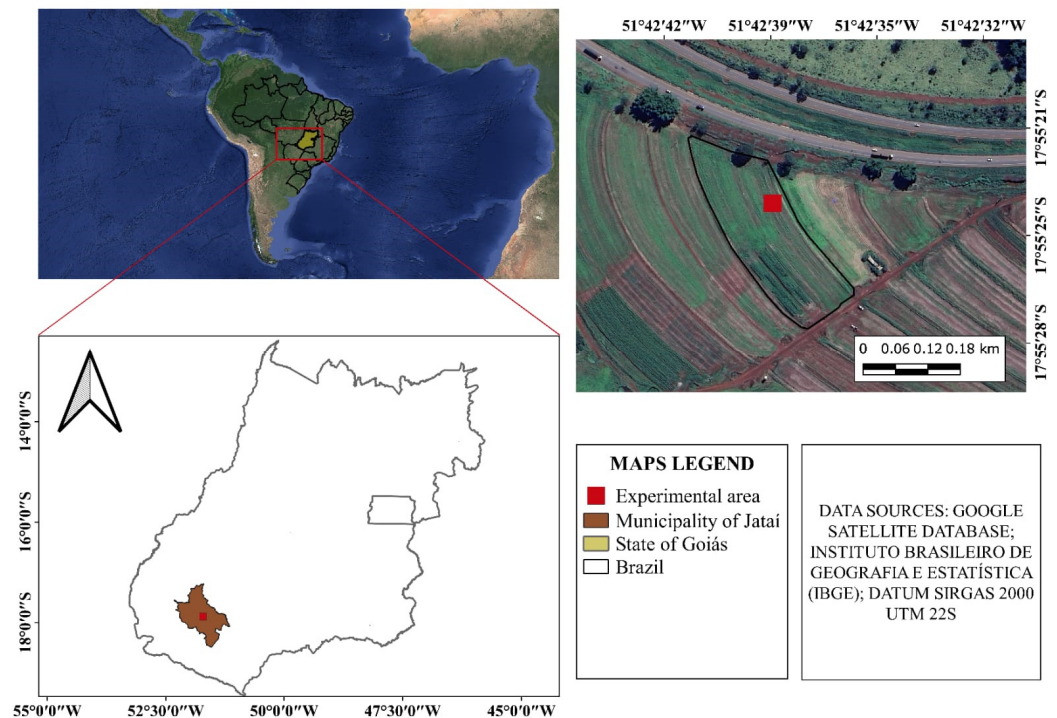 51°42'42"W 51°42'39"W 51°42'35"W 51°42'32"W
17°55'21"S
17°55'25"S
17°55'28"S
0 0.06 0.12 0.18 km
14°0'0"S
16°0'0"S
18°0'0"S
55°0'0"W 52°30'0"W 50°0'0"W 47°30'0"W 45°0'0"W
MAPS LEGEND
Experimental area
Municipality of Jataí
State of Goiás
Brazil
DATA SOURCES: GOOGLE
SATELLITE DATABASE;
INSTITUTO BRASILEIRO DE
GEOGRAFIA E ESTATÍSTICA
(IBGE); DATUM SIRGAS 2000
UTM 22S